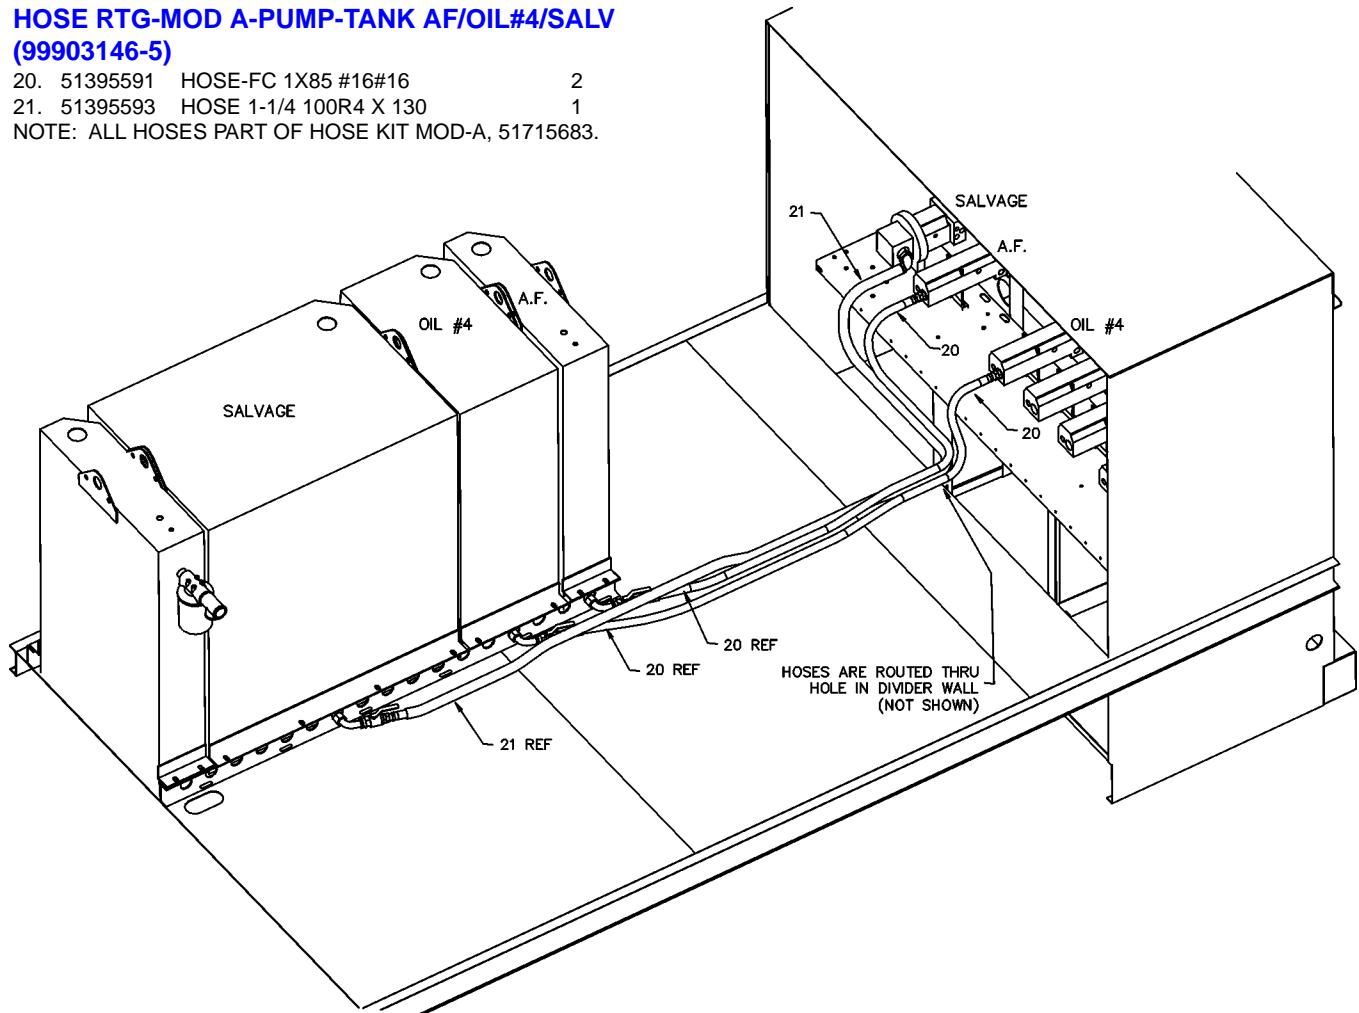 HOSE RTG-MOD A-PUMP-TANK AF/OIL#4/SALV
(99903146-5)
20. 51395591 HOSE-FC 1X85 #16#16 2
21. 51395593 HOSE 1-1/4 100R4 X 130 1
NOTE: ALL HOSES PART OF HOSE KIT MOD-A, 51715683.
SALVAGE
21
A.F.
A.F.
OIL #4
OIL #4
20
SALVAGE
20
20 REF
20 REF
HOSES ARE ROUTED THRU
HOLE IN DIVIDER WALL
(NOT SHOWN)
21 REF